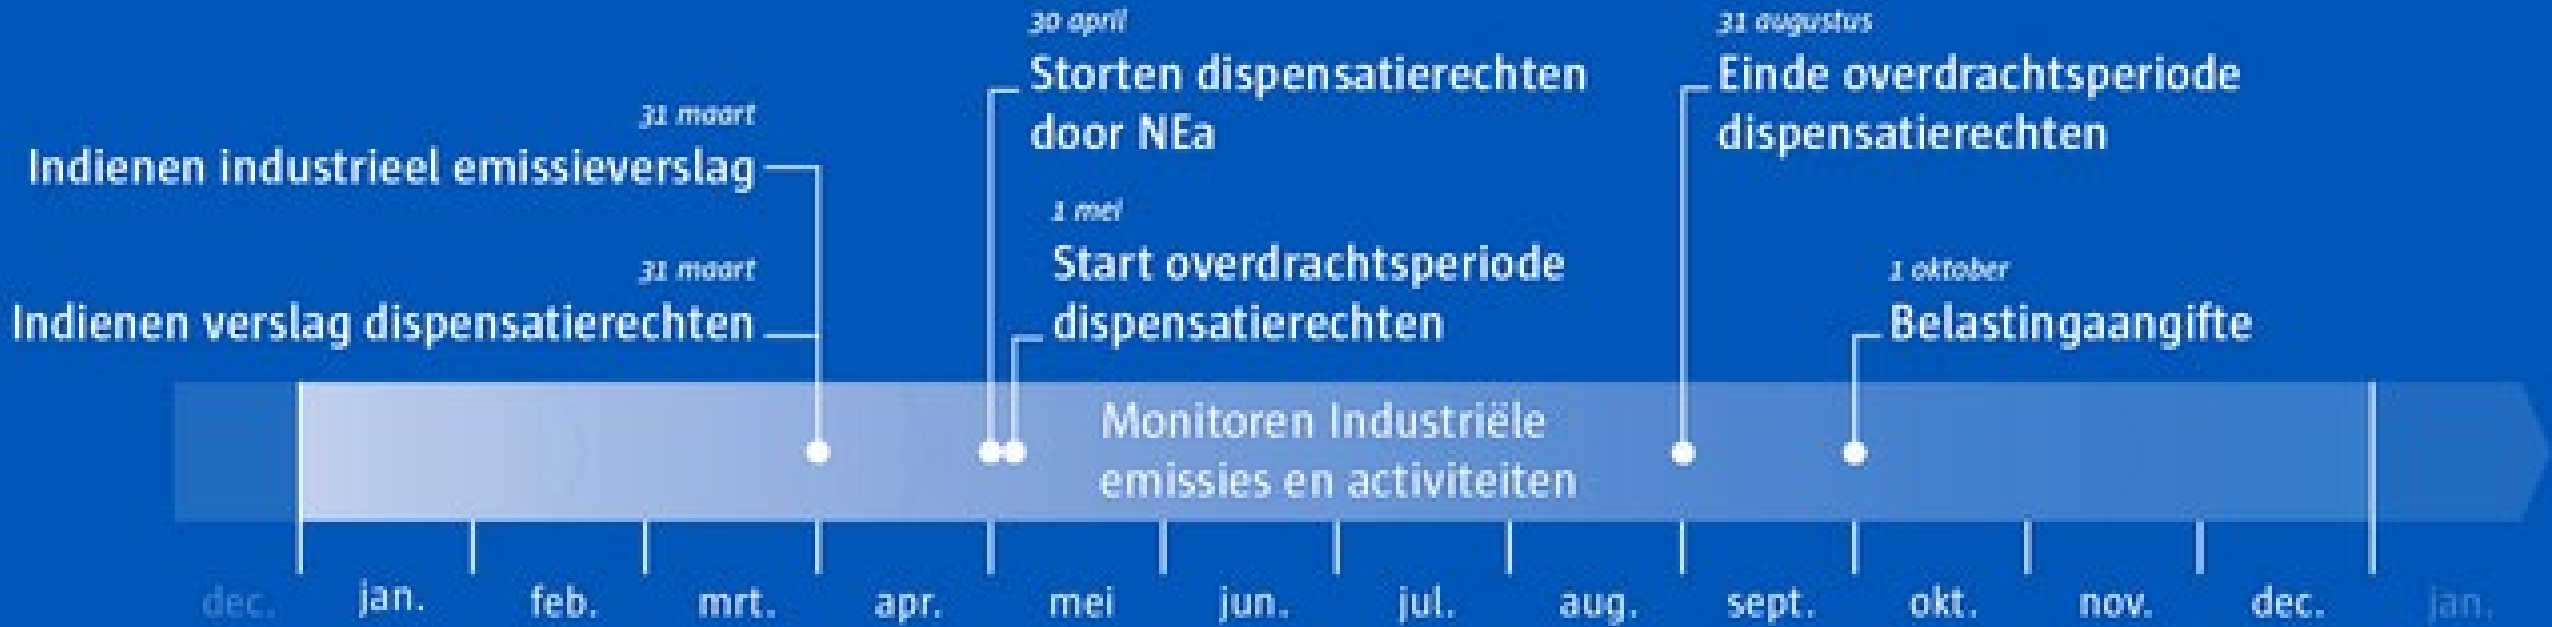 31 maart
Indienen industrieel emissieverslag
31 maart
Indienen verslag dispensatierechten
30 april
Storten dispensatierechten
door NEa
1 mei
Start overdrachtsperiode
dispensatierechten
31 augustus
Einde overdrachtsperiode
dispensatierechten
1 oktober
Belastingaangifte
Monitoren Industriële
emissies en activiteiten
dec. jan. feb. mrt. apr. mei jun. jul. aug. sept. okt. nov. dec. jan.